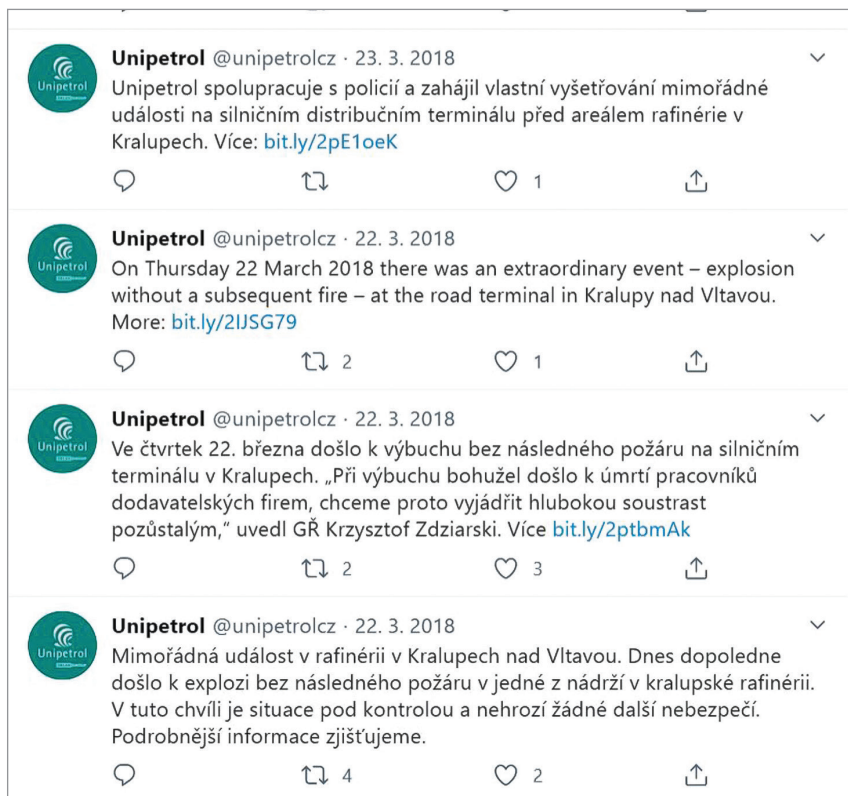 Unipetrol @unipetrolcz · 23. 3. 2018
Unipetrol
Unipetrol spolupracuje s policií a zahájil vlastní vyšetřování mimořádné
události na silničním distribučním terminálu před areálem rafinérie v
Kralupech. Více: bit.ly/2pE1oeK
1
Unipetrol @unipetrolcz · 22. 3. 2018
Unipetrol
On Thursday 22 March 2018 there was an extraordinary event – explosion
without a subsequent fire – at the road terminal in Kralupy nad Vltavou.
More: bit.ly/2IJSG79
2 1
Unipetrol @unipetrolcz · 22. 3. 2018
Unipetrol
Ve čtvrtek 22. března došlo k výbuchu bez následného požáru na silničním
terminálu v Kralupech. „Při výbuchu bohužel došlo k úmrtí pracovníků
dodavatelských firem, chceme proto vyjádřit hlubokou soustrast
pozůstalým,“ uvedl GŘ Krzysztof Zdziarski. Více bit.ly/2ptbmAk
2 3
Unipetrol @unipetrolcz · 22. 3. 2018
Unipetrol
Mimořádná událost v rafinérii v Kralupech nad Vltavou. Dnes dopoledne
došlo k explozi bez následného požáru v jedné z nádrží v kralupské rafinérii.
V tuto chvíli je situace pod kontrolou a nehrozí žádné další nebezpečí.
Podrobnější informace zjišťujeme.
4 2